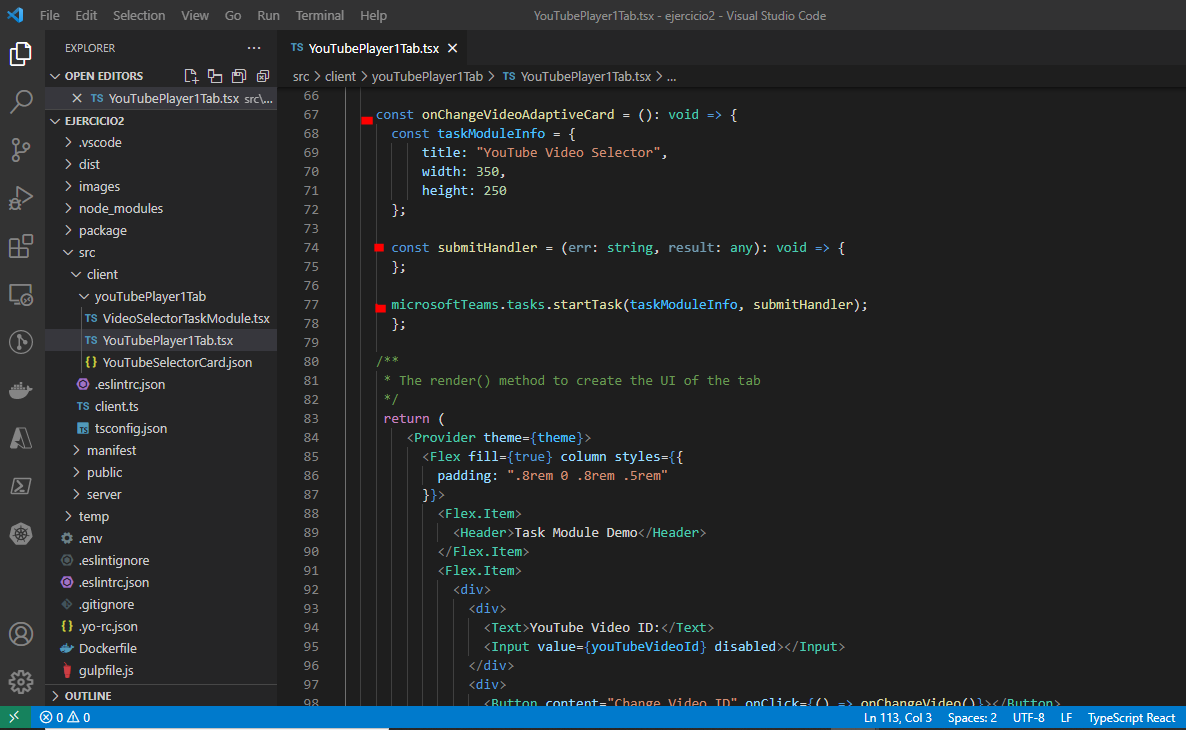 File Edit Selection View Go Run Terminal Help YouTubePlayer1Tab.tsx - ejercicio2 - Visual Studio Code
EXPLORER ...
OPEN EDITORS
TS YouTubePlayer1Tab.tsx src\...
EJERCICIO2
.vscode
dist
images
node_modules
package
src
client
youTubePlayer1Tab
TS VideoSelectorTaskModule.tsx
TS YouTubePlayer1Tab.tsx
{} YouTubeSelectorCard.json
.eslintrc.json
TS client.ts
TS tsconfig.json
manifest
public
server
temp
.env
.eslintignore
.eslintrc.json
.gitignore
{} .yo-rc.json
Dockerfile
gulpfile.js
OUTLINE
TS YouTubePlayer1Tab.tsx
src > client > youTubePlayer1Tab > TS YouTubePlayer1Tab.tsx > ...
66
67 const onChangeVideoAdaptiveCard = (): void => {
68 const taskModuleInfo = {
69 title: "YouTube Video Selector",
70 width: 350,
71 height: 250
72 };
73
74 const submitHandler = (err: string, result: any): void => {
75 };
76
77 microsoftTeams.tasks.startTask(taskModuleInfo, submitHandler);
78 };
79
80 /**
81 * The render() method to create the UI of the tab
82 */
83 return (
84 <Provider theme={theme}>
85 <Flex fill={true} column styles={{
86 padding: ".8rem 0 .8rem .5rem"
87 }}>
88 <Flex.Item>
89 <Header>Task Module Demo</Header>
90 </Flex.Item>
91 <Flex.Item>
92 <div>
93 <div>
94 <Text>YouTube Video ID:</Text>
95 <Input value={youTubeVideoId} disabled></Input>
96 </div>
97 <div>
98 <Button content="Change Video ID" onClick={() => onChangeVideo()}></Button>
0 0 Ln 113, Col 3 Spaces: 2 UTF-8 LF TypeScript React